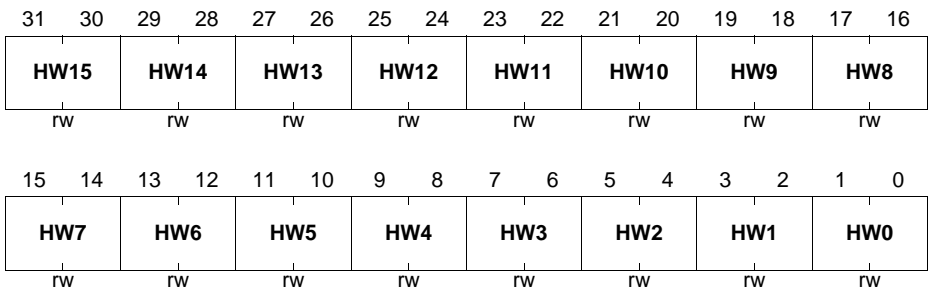 31 30 29 28 27 26 25 24 23 22 21 20 19 18 17 16
HW15 HW14 HW13 HW12 HW11 HW10 HW9 HW8
rw rw rw rw rw rw rw rw
15 14 13 12 11 10 9 8 7 6 5 4 3 2 1 0
HW7 HW6 HW5 HW4 HW3 HW2 HW1 HW0
rw rw rw rw rw rw rw rw